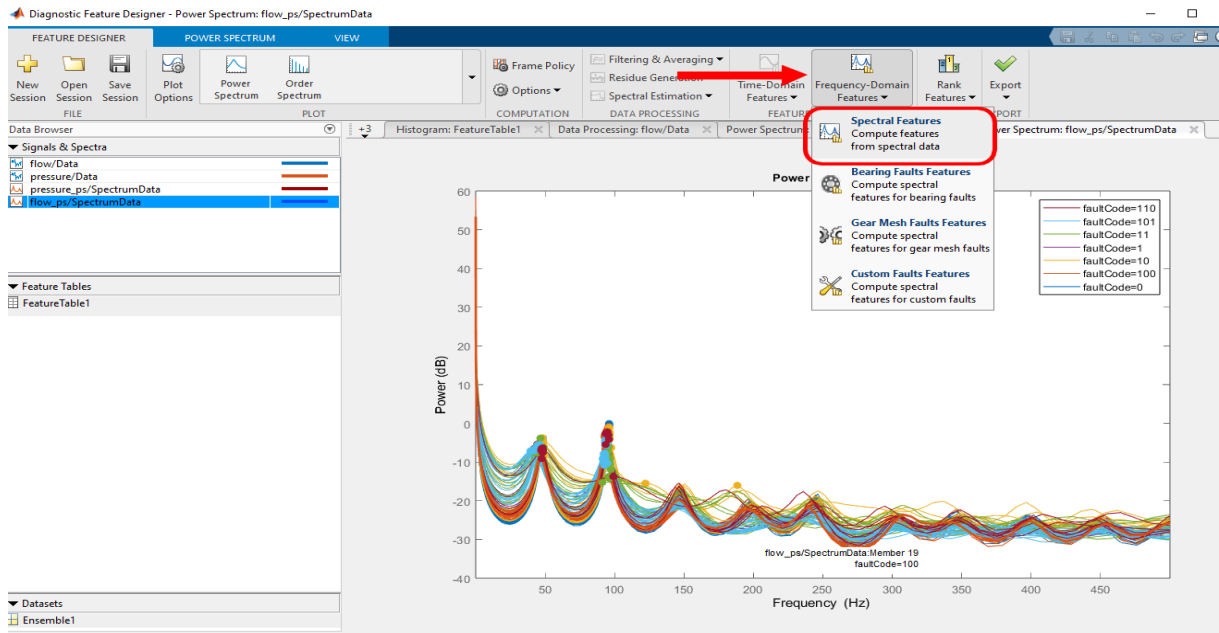 Diagnostic Feature Designer - Power Spectrum: flow_ps/SpectrumData
FEATURE DESIGNER
POWER SPECTRUM
VIEW
New Session
Open Session
Save Session
FILE
Plot Options
Power Spectrum
Order Spectrum
PLOT
Frame Policy
Options
COMPUTATION
Filtering & Averaging
Residue Generation
Spectral Estimation
DATA PROCESSING
Time-Domain Features
Frequency-Domain Features
FEATURE
Rank Features
Export
PORT
Spectral Features
Compute features
from spectral data
Bearing Faults Features
Compute spectral
features for bearing faults
Gear Mesh Faults Features
Compute spectral
features for gear mesh faults
Custom Faults Features
Compute spectral
features for custom faults
Data Browser
Signals & Spectra
flow/Data
pressure/Data
pressure_ps/SpectrumData
flow_ps/SpectrumData
Feature Tables
FeatureTable1
Datasets
Ensemble1
+3
Histogram: FeatureTable1
Data Processing: flow/Data
Power Spectrum:
er Spectrum: flow_ps/SpectrumData
Power
faultCode=110
faultCode=101
faultCode=11
faultCode=1
faultCode=10
faultCode=100
faultCode=0
60
50
40
30
20
10
0
-10
-20
-30
-40
Power (dB)
flow_ps/SpectrumData:Member 19
faultCode=100
50
100
150
200
250
300
350
400
450
Frequency (Hz)